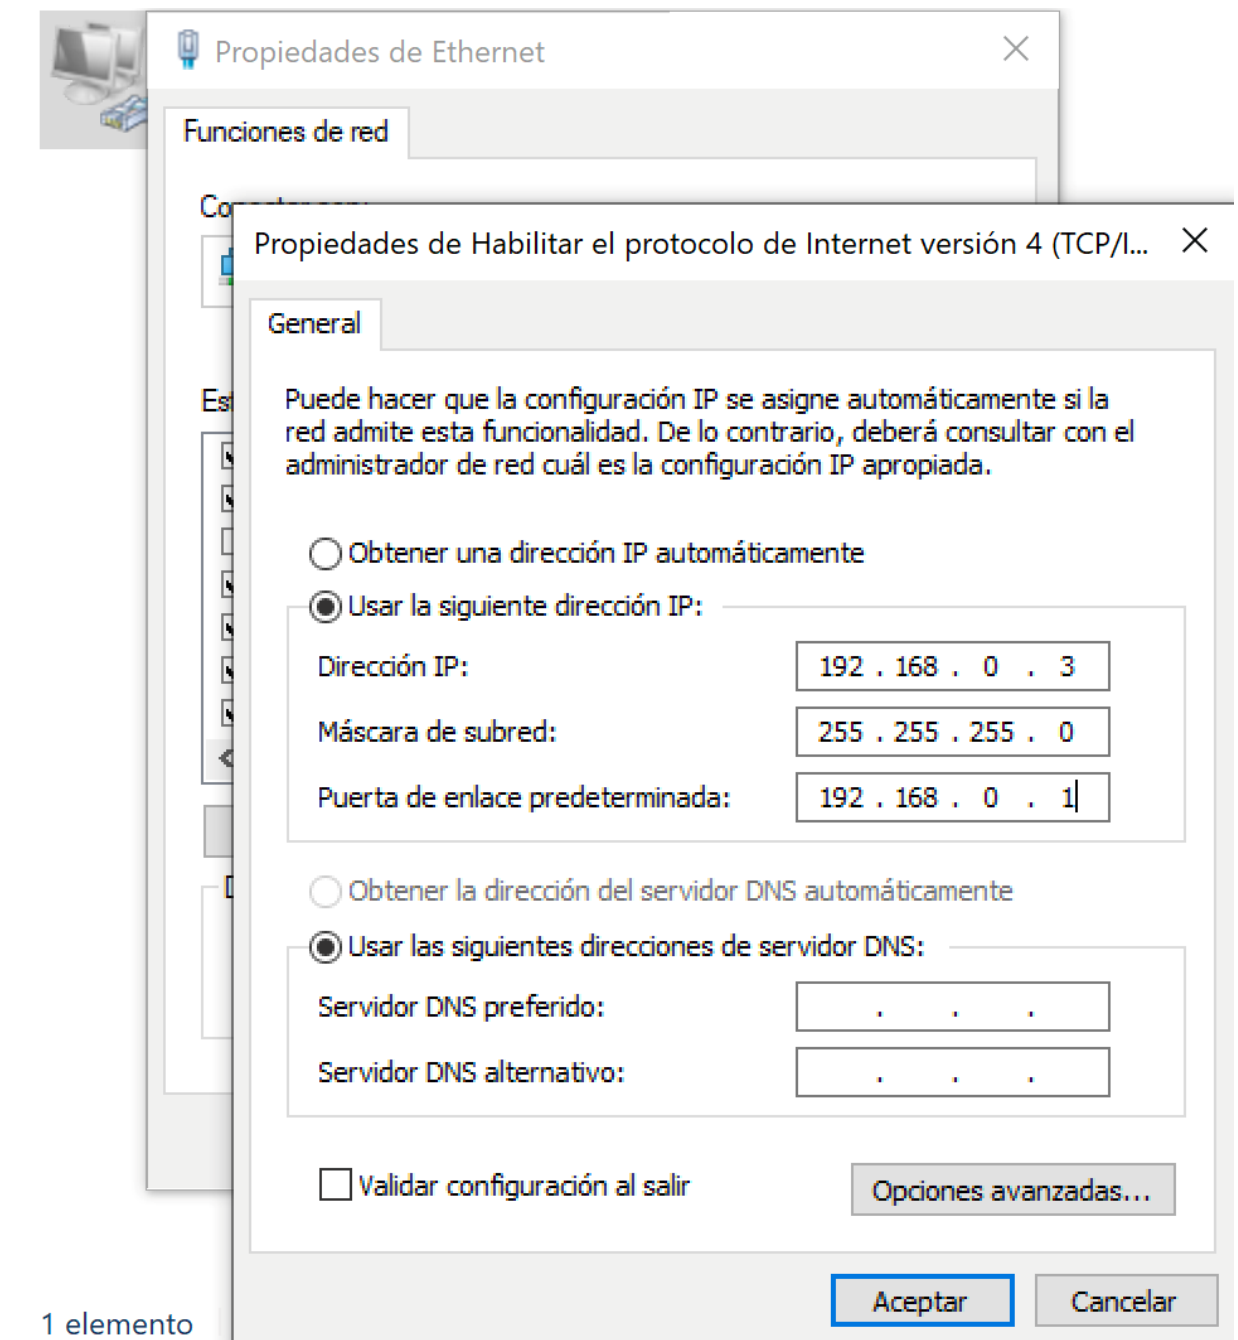 Propiedades de Ethernet
Funciones de red
Propiedades de Habilitar el protocolo de Internet versión 4 (TCP/I...
General
Puede hacer que la configuración IP se asigne automáticamente si la
red admite esta funcionalidad. De lo contrario, deberá consultar con el
administrador de red cuál es la configuración IP apropiada.
Obtener una dirección IP automáticamente
Usar la siguiente dirección IP:
Dirección IP: 192 . 168 . 0 . 3
Máscara de subred: 255 . 255 . 255 . 0
Puerta de enlace predeterminada: 192 . 168 . 0 . 1
Obtener la dirección del servidor DNS automáticamente
Usar las siguientes direcciones de servidor DNS:
Servidor DNS preferido: . . .
Servidor DNS alternativo: . . .
Validar configuración al salir
Opciones avanzadas...
Aceptar Cancelar
1 elemento